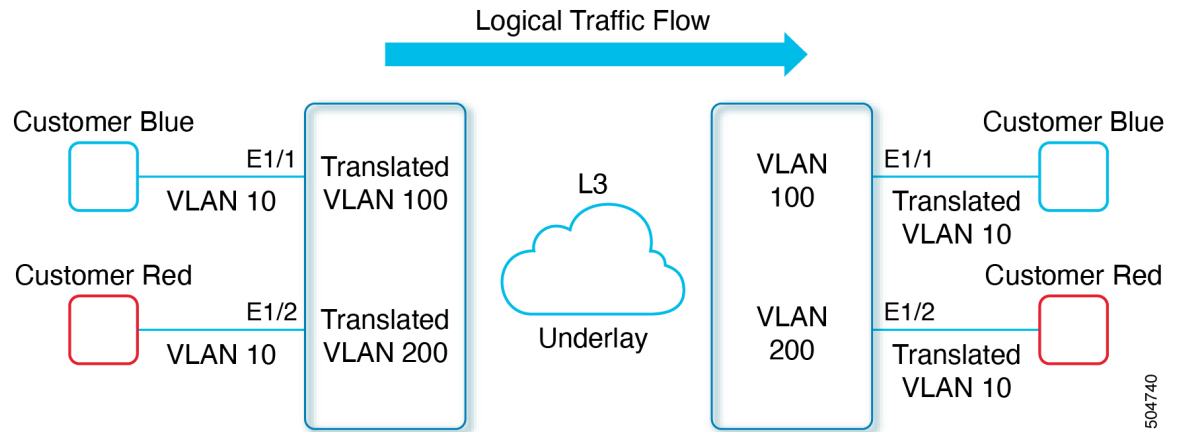 Logical Traffic Flow
Customer Blue
E1/1
VLAN 10
Translated
VLAN 100
Customer Red
E1/2
VLAN 10
Translated
VLAN 200
L3
Underlay
VLAN
100
E1/1
Customer Blue
Translated
VLAN 10
VLAN
200
E1/2
Customer Red
Translated
VLAN 10
504740